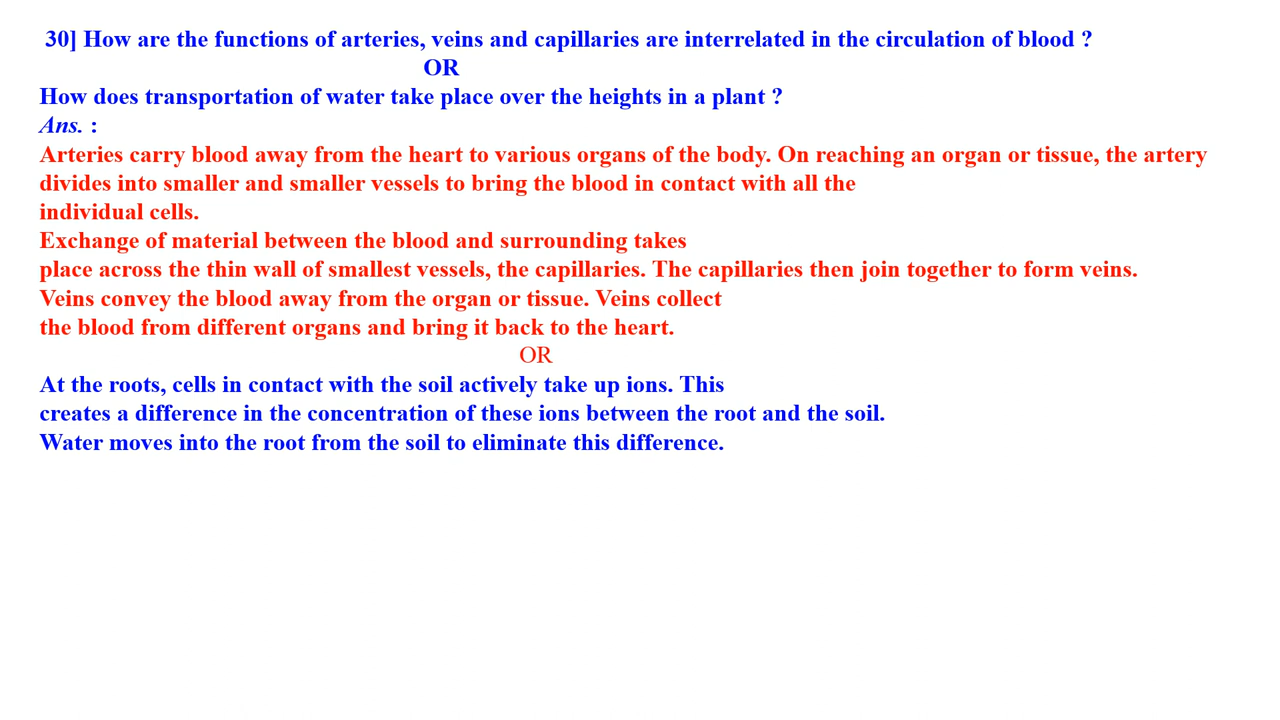 30] How are the functions of arteries, veins and capillaries are interrelated in the circulation of blood ?
OR
How does transportation of water take place over the heights in a plant ?
Ans. :
Arteries carry blood away from the heart to various organs of the body. On reaching an organ or tissue, the artery
divides into smaller and smaller vessels to bring the blood in contact with all the
individual cells.
Exchange of material between the blood and surrounding takes
place across the thin wall of smallest vessels, the capillaries. The capillaries then join together to form veins.
Veins convey the blood away from the organ or tissue. Veins collect
the blood from different organs and bring it back to the heart.
OR
At the roots, cells in contact with the soil actively take up ions. This
creates a difference in the concentration of these ions between the root and the soil.
Water moves into the root from the soil to eliminate this difference.